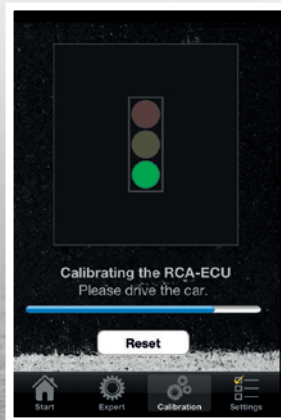 Calibrating the RCA-ECU
Please drive the car.
Reset
Start
Expert
Calibration
Settings